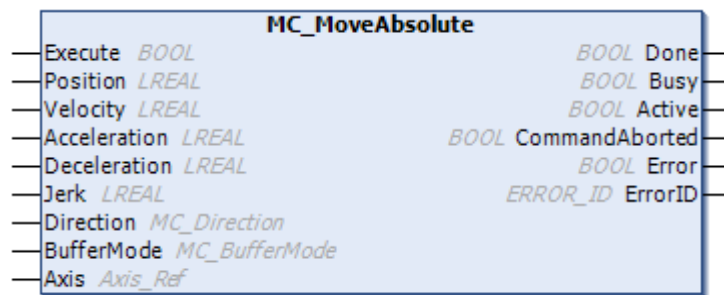 MC_MoveAbsolute
Execute BOOL BOOL Done
Position LREAL BOOL Busy
Velocity LREAL BOOL Active
Acceleration LREAL BOOL CommandAborted
Deceleration LREAL BOOL Error
Jerk LREAL ERROR_ID ErrorID
Direction MC_Direction
BufferMode MC_BufferMode
Axis Axis_Ref